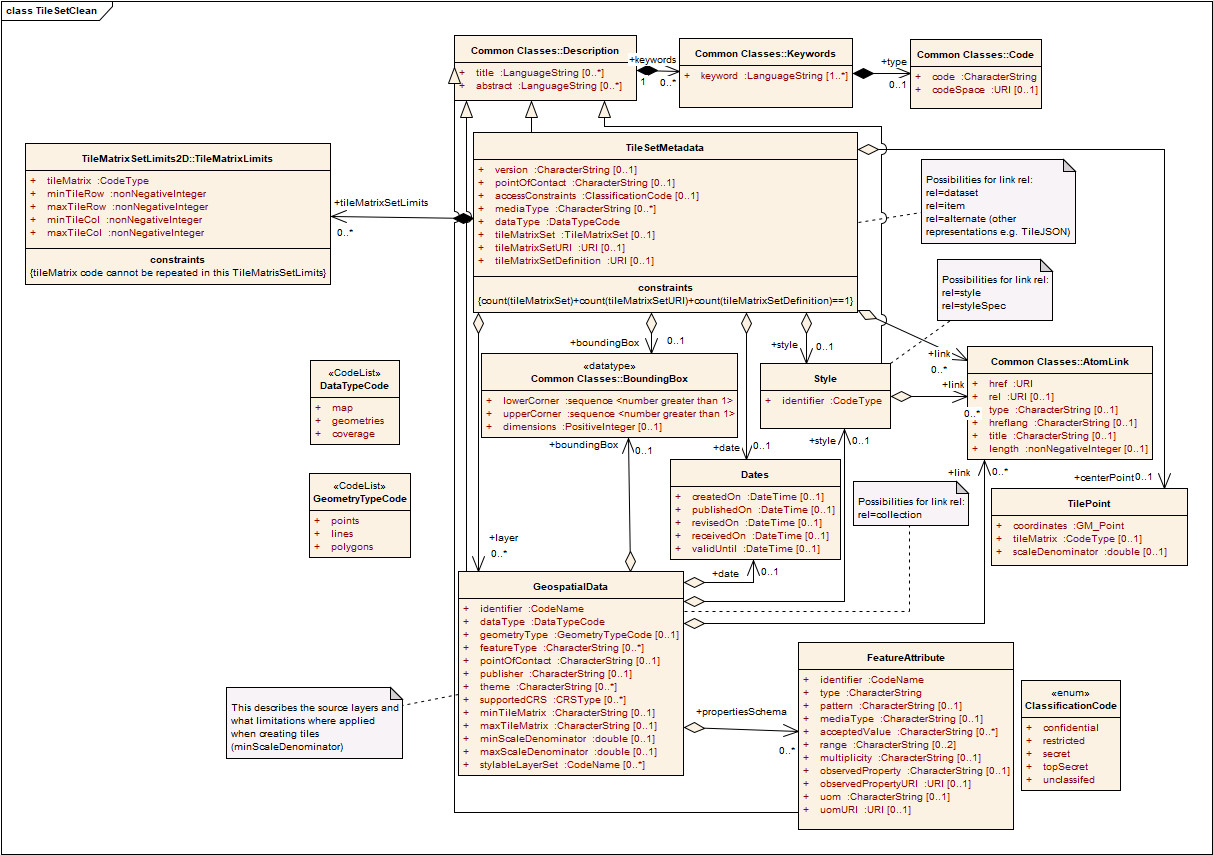 class TileSetClean
Common Classes::Description
+ title :LanguageString [0..*]
+ abstract :LanguageString [0..*]
+keywords
1
0..*
Common Classes::Keywords
+ keyword :LanguageString [1..*]
+type
0..1
Common Classes::Code
+ code :CharacterString
+ codeSpace :URI [0..1]
TileMatrixSetLimits2D::TileMatrixLimits
+ tileMatrix :CodeType
+ minTileRow :nonNegativeInteger
+ maxTileRow :nonNegativeInteger
+ minTileCol :nonNegativeInteger
+ maxTileCol :nonNegativeInteger
constraints
{tileMatrix code cannot be repeated in this TileMatrisSetLimits}
+tileMatrixSetLimits
0..*
TileSetMetadata
+ version :CharacterString [0..1]
+ pointOfContact :CharacterString [0..1]
+ accessConstraints :ClassificationCode [0..1]
+ mediaType :CharacterString [0..*]
+ dataType :DataTypeCode
+ tileMatrixSet :TileMatrixSet [0..1]
+ tileMatrixSetURI :URI [0..1]
+ tileMatrixSetDefinition :URI [0..1]
constraints
{count(tileMatrixSet)+count(tileMatrixSetURI)+count(tileMatrixSetDefinition)==1}
Possibilities for link rel:
rel=dataset
rel=item
rel=alternate (other
representations e.g. TileJSON)
Possibilities for link rel:
rel=style
rel=styleSpec
+boundingBox
0..1
+style
0..1
+link
0..*
«datatype»
Common Classes::BoundingBox
+ lowerCorner :sequence <number greater than 1>
+ upperCorner :sequence <number greater than 1>
+ dimensions :PositiveInteger [0..1]
Style
+ identifier :CodeType
+link
0..*
Common Classes::AtomLink
+ href :URI
+ rel :URI [0..1]
+ type :CharacterString [0..1]
+ hreflang :CharacterString [0..1]
+ title :CharacterString [0..1]
+ length :nonNegativeInteger [0..1]
«CodeList»
DataTypeCode
+ map
+ geometries
+ coverage
+boundingBox
0..1
+date
0..1
+style
0..1
+link
0..*
+centerPoint
0..1
«CodeList»
GeometryTypeCode
+ points
+ lines
+ polygons
Dates
+ createdOn :DateTime [0..1]
+ publishedOn :DateTime [0..1]
+ revisedOn :DateTime [0..1]
+ receivedOn :DateTime [0..1]
+ validUntil :DateTime [0..1]
Possibilities for link rel:
rel=collection
TilePoint
+ coordinates :GM_Point
+ tileMatrix :CodeType [0..1]
+ scaleDenominator :double [0..1]
+layer
0..*
+date
0..1
GeospatialData
+ identifier :CodeName
+ dataType :DataTypeCode
+ geometryType :GeometryTypeCode [0..1]
+ featureType :CharacterString [0..*]
+ pointOfContact :CharacterString [0..1]
+ publisher :CharacterString [0..1]
+ theme :CharacterString [0..*]
+ supportedCRS :CRSType [0..*]
+ minTileMatrix :CharacterString [0..1]
+ maxTileMatrix :CharacterString [0..1]
+ minScaleDenominator :double [0..1]
+ maxScaleDenominator :double [0..1]
+ stylableLayerSet :CodeName [0..*]
This describes the source layers and
what limitations where applied
when creating tiles
(minScaleDenominator)
+propertiesSchema
0..*
FeatureAttribute
+ identifier :CodeName
+ type :CharacterString
+ pattern :CharacterString [0..1]
+ mediaType :CharacterString [0..1]
+ acceptedValue :CharacterString [0..*]
+ range :CharacterString [0..2]
+ multiplicity :CharacterString [0..1]
+ observedProperty :CharacterString [0..1]
+ observedPropertyURI :URI [0..1]
+ uom :CharacterString [0..1]
+ uomURI :URI [0..1]
«enum»
ClassificationCode
+ confidential
+ restricted
+ secret
+ topSecret
+ unclassifed